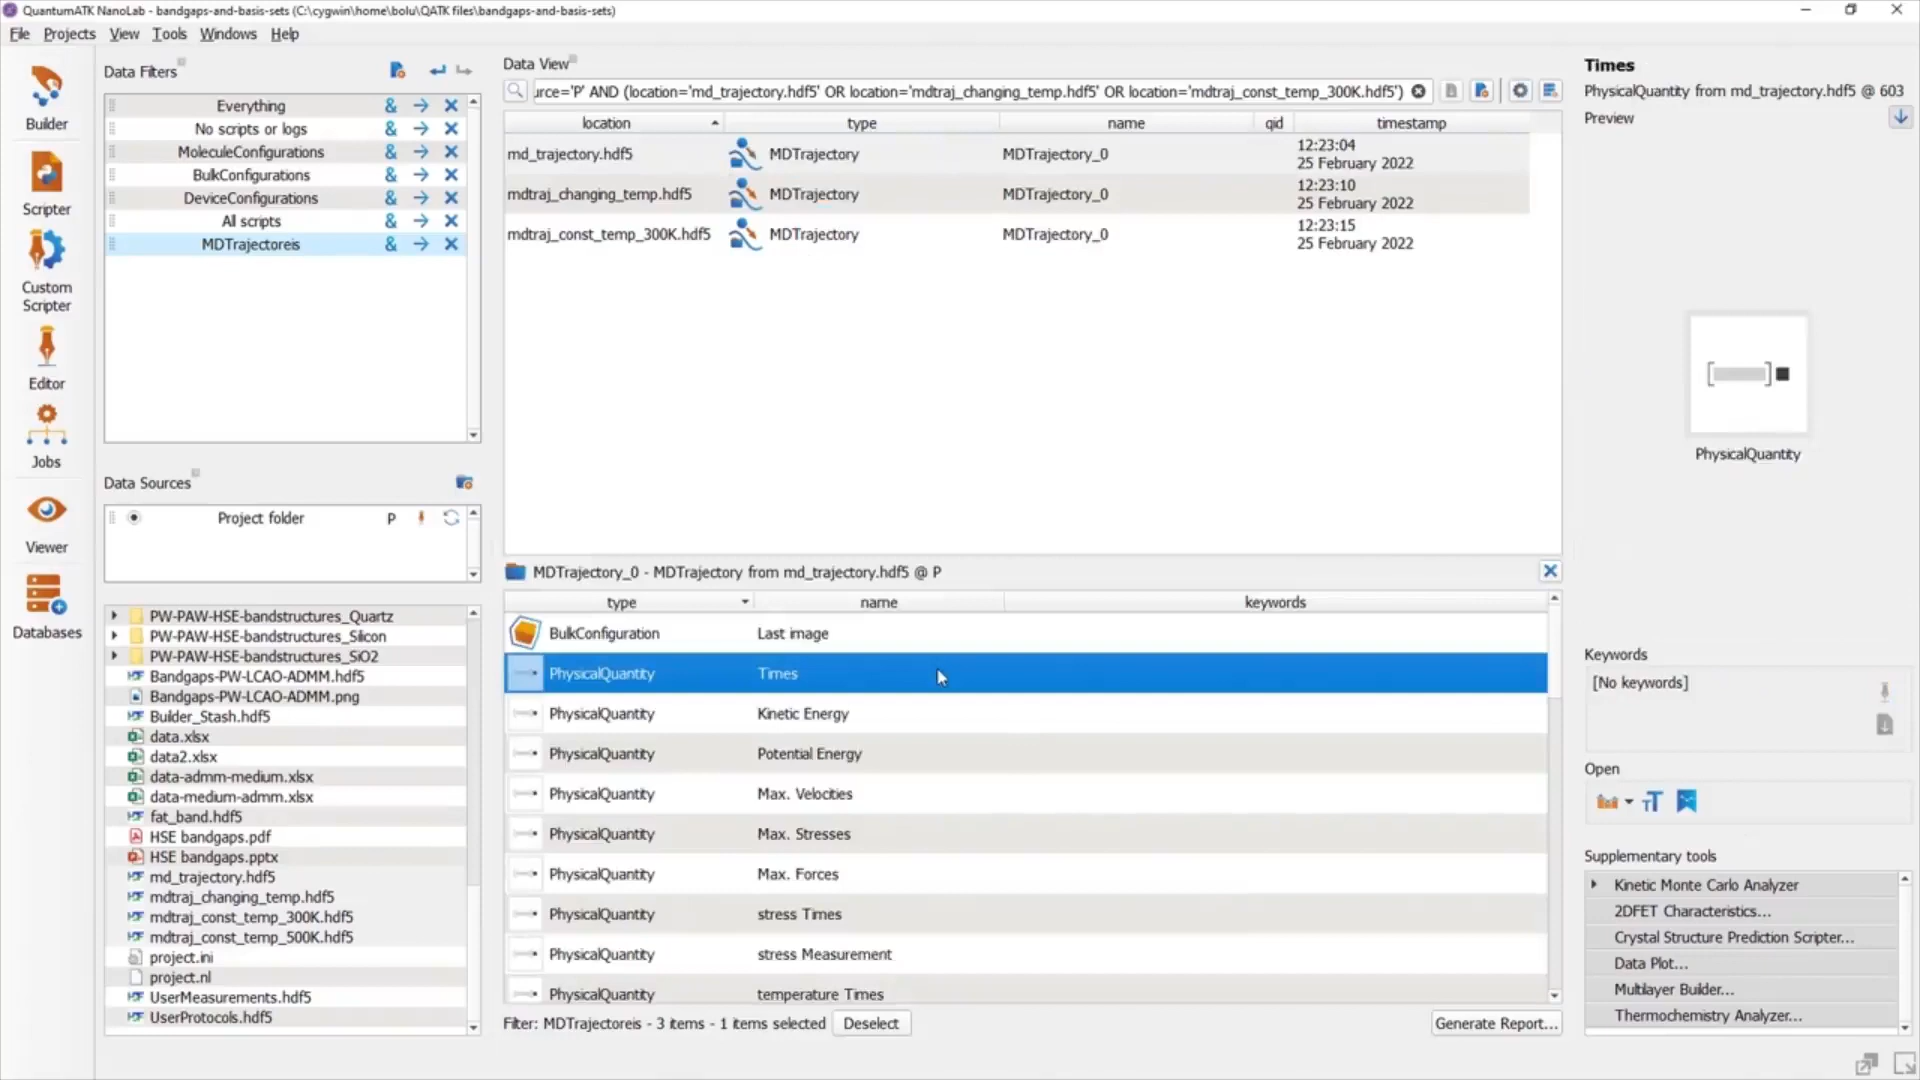 QuantumATK NanoLab - bandgaps-and-basis-sets (C:\cygwin\home\bolu\QATK files\bandgaps-and-basis-sets)
File Projects View Tools Windows Help
Builder
Scripter
Custom
Scripter
Editor
Jobs
Viewer
Databases
Data Filters
Everything &
No scripts or logs &
MoleculeConfigurations &
BulkConfigurations &
DeviceConfigurations &
All scripts &
MDTrajectoreis &
Data Sources
Project folder P
PW-PAW-HSE-bandstructures_Quartz
PW-PAW-HSE-bandstructures_Silicon
PW-PAW-HSE-bandstructures_SiO2
Bandgaps-PW-LCAO-ADMM.hdf5
Bandgaps-PW-LCAO-ADMM.png
Builder_Stash.hdf5
data.xlsx
data2.xlsx
data-admm-medium.xlsx
data-medium-admm.xlsx
fat_band.hdf5
HSE bandgaps.pdf
HSE bandgaps.pptx
md_trajectory.hdf5
mdtraj_changing_temp.hdf5
mdtraj_const_temp_300K.hdf5
mdtraj_const_temp_500K.hdf5
project.ini
project.nl
UserMeasurements.hdf5
UserProtocols.hdf5
Data View
urce='P' AND (location='md_trajectory.hdf5' OR location='mdtraj_changing_temp.hdf5' OR location='mdtraj_const_temp_300K.hdf5')
location type name qid timestamp
md_trajectory.hdf5 MDTrajectory MDTrajectory_0 12:23:04
25 February 2022
mdtraj_changing_temp.hdf5 MDTrajectory MDTrajectory_0 12:23:10
25 February 2022
mdtraj_const_temp_300K.hdf5 MDTrajectory MDTrajectory_0 12:23:15
25 February 2022
MDTrajectory_0 - MDTrajectory from md_trajectory.hdf5 @ P
type name keywords
BulkConfiguration Last image
PhysicalQuantity Times
PhysicalQuantity Kinetic Energy
PhysicalQuantity Potential Energy
PhysicalQuantity Max. Velocities
PhysicalQuantity Max. Stresses
PhysicalQuantity Max. Forces
PhysicalQuantity stress Times
PhysicalQuantity stress Measurement
PhysicalQuantity temperature Times
Filter: MDTrajectoreis - 3 items - 1 items selected Deselect Generate Report...
Times
PhysicalQuantity from md_trajectory.hdf5 @ 603
Preview
PhysicalQuantity
Keywords
[No keywords]
Open
Supplementary tools
Kinetic Monte Carlo Analyzer
2DFET Characteristics...
Crystal Structure Prediction Scripter...
Data Plot...
Multilayer Builder...
Thermochemistry Analyzer...